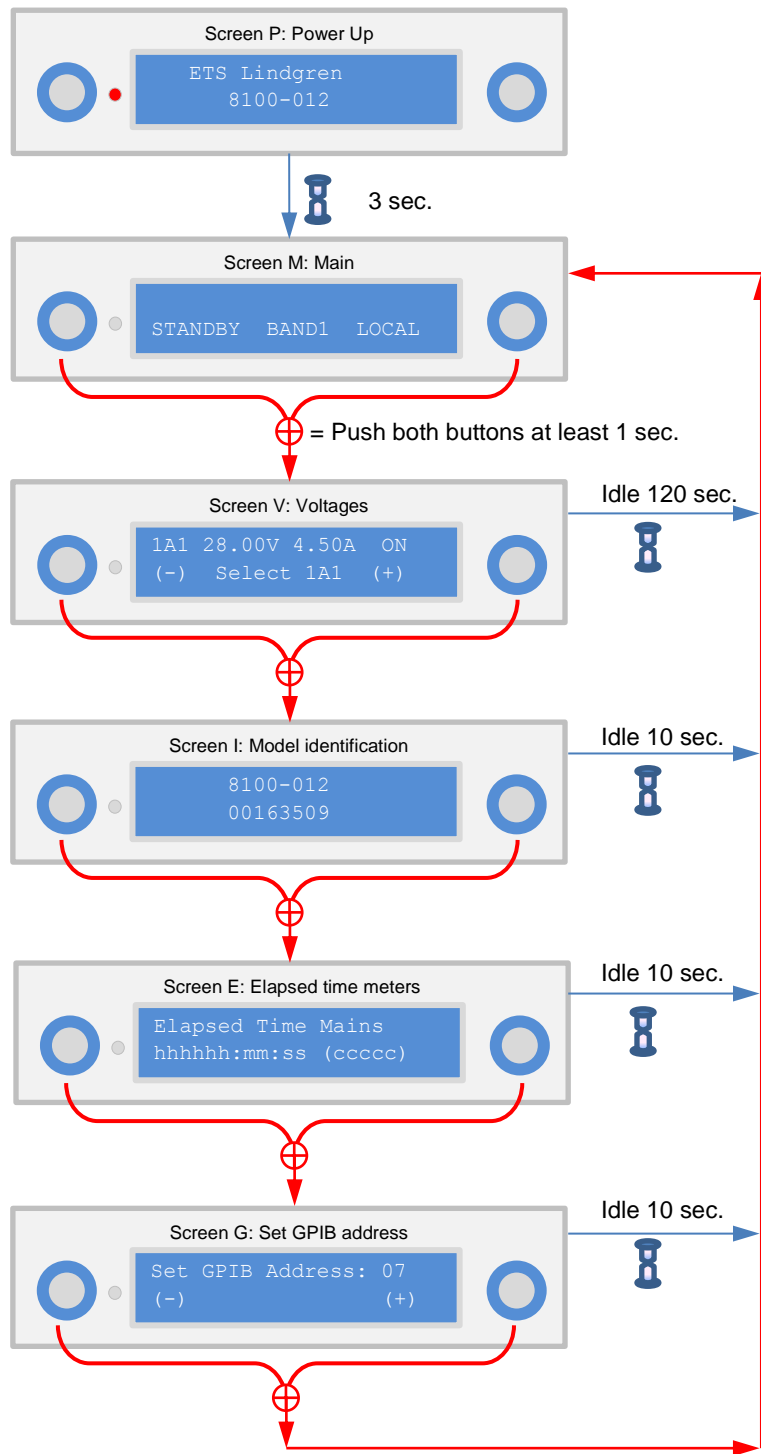 Screen P: Power Up
ETS Lindgren
8100-012
3 sec.
Screen M: Main
STANDBY BAND1 LOCAL
= Push both buttons at least 1 sec.
Screen V: Voltages
Idle 120 sec.
1A1 28.00V 4.50A ON
(-) Select 1A1 (+)
Screen I: Model identification
Idle 10 sec.
8100-012
00163509
Screen E: Elapsed time meters
Idle 10 sec.
Elapsed Time Mains
hhhhhh:mm:ss (ccccc)
Screen G: Set GPIB address
Idle 10 sec.
Set GPIB Address: 07
(-) (+)